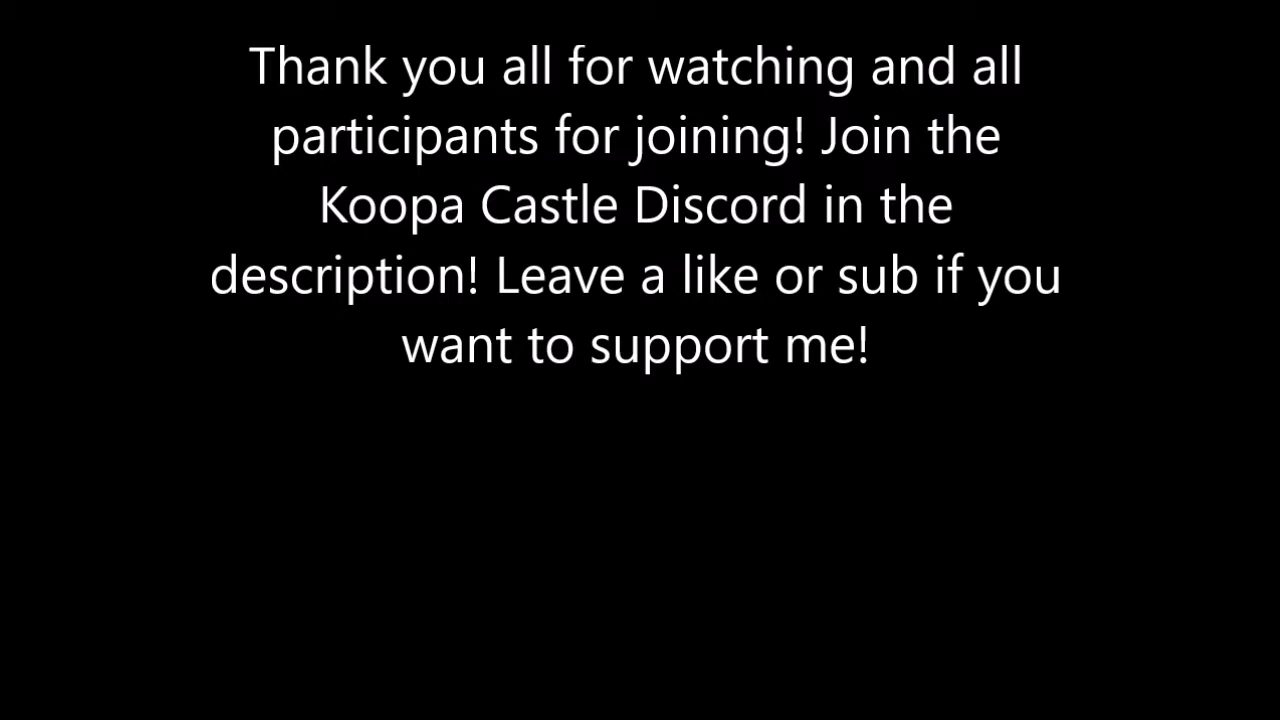 Thank you all for watching and all
participants for joining! Join the
Koopa Castle Discord in the
description! Leave a like or sub if you
want to support me!